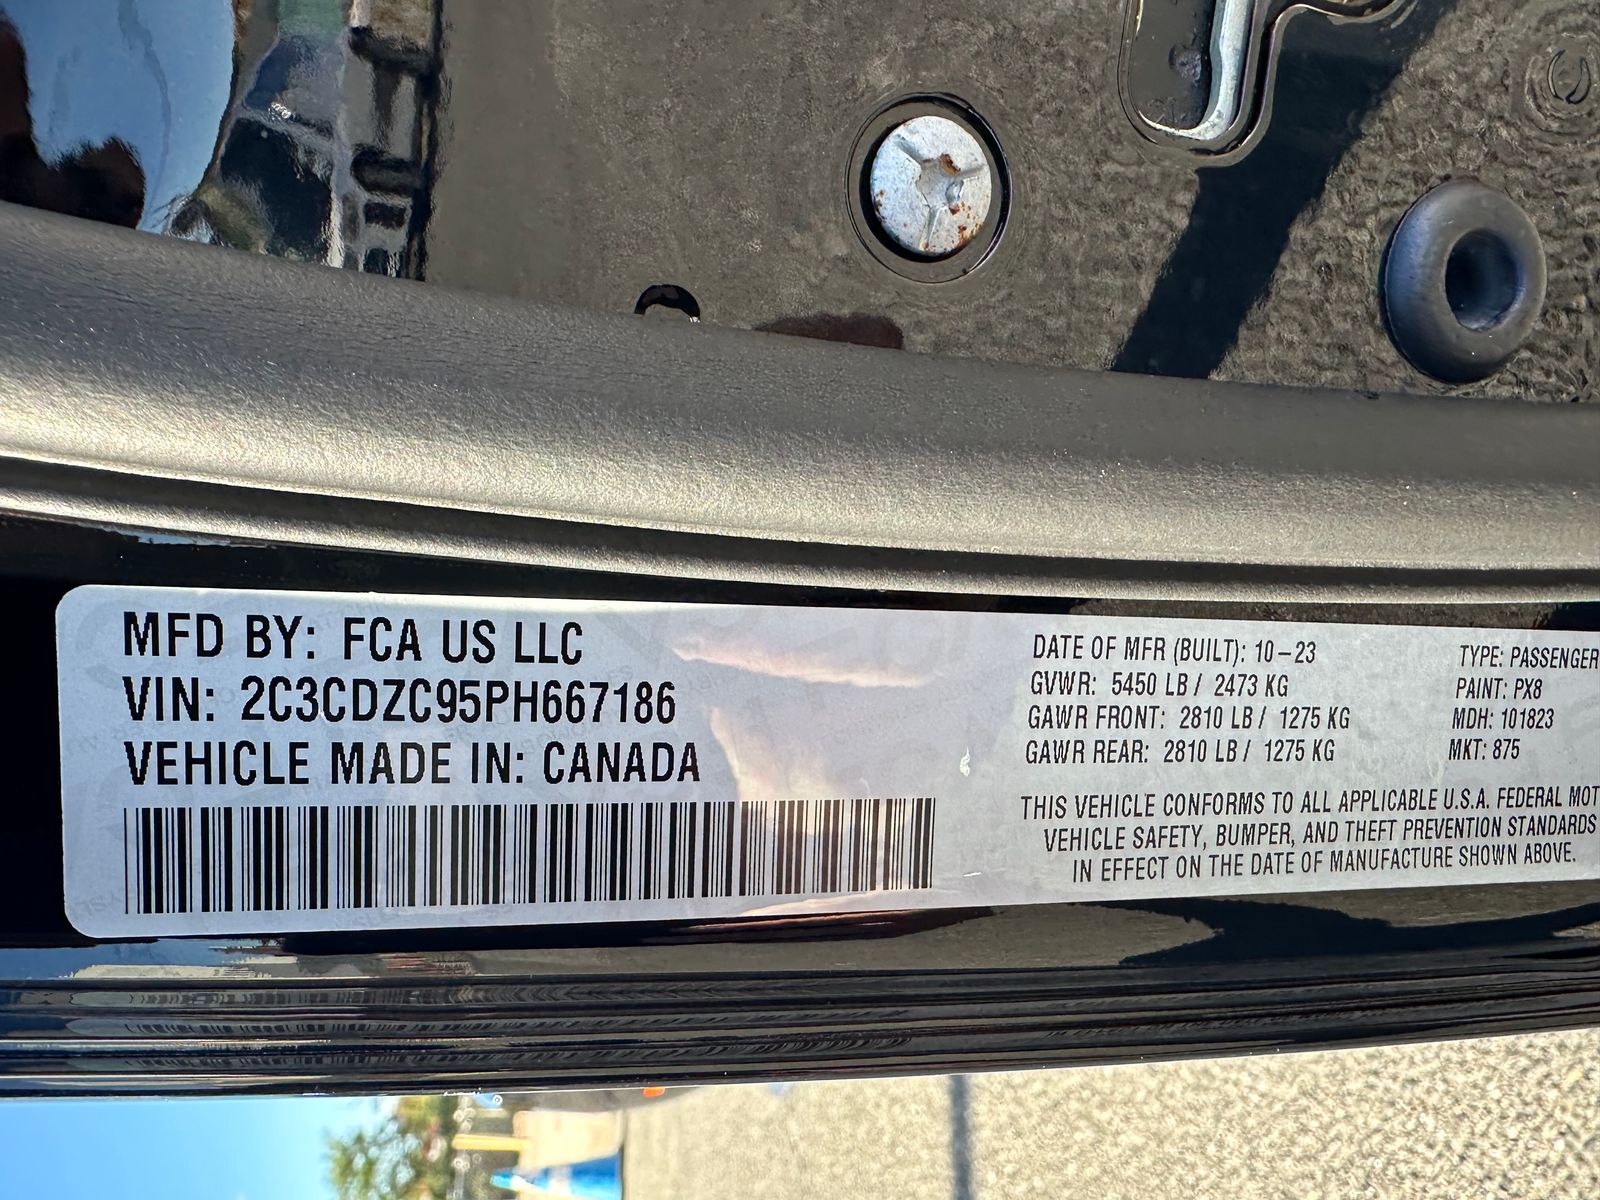 MFD BY: FCA US LLC
VIN: 2C3CDZC95PH667186
VEHICLE MADE IN: CANADA
DATE OF MFR (BUILT): 10-23
GVWR: 5450 LB / 2473 KG
GAWR FRONT: 2810 LB / 1275 KG
GAWR REAR: 2810 LB / 1275 KG
TYPE: PASSENGER
PAINT: PX8
MDH: 101823
MKT: 875
THIS VEHICLE CONFORMS TO ALL APPLICABLE U.S.A. FEDERAL MOT
VEHICLE SAFETY, BUMPER, AND THEFT PREVENTION STANDARDS
IN EFFECT ON THE DATE OF MANUFACTURE SHOWN ABOVE.